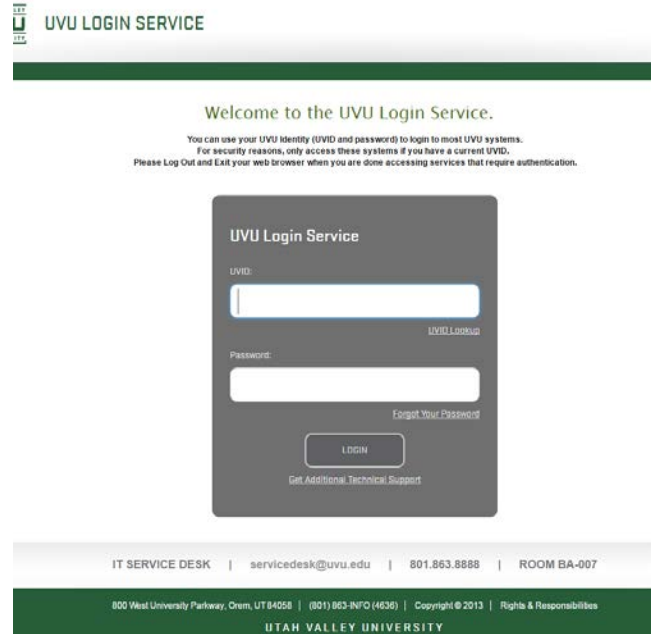 LEY
U
ITY
UVU LOGIN SERVICE
Welcome to the UVU Login Service.
You can use your UVU Identity (UVID and password) to login to most UVU systems.
For security reasons, only access these systems if you have a current UVID.
Please Log Out and Exit your web browser when you are done accessing services that require authentication.
UVU Login Service
UVID:
UVID Lookup
Password:
Forgot Your Password
LOGIN
Get Additional Technical Support
IT SERVICE DESK | servicedesk@uvu.edu | 801.863.8888 | ROOM BA-007
800 West University Parkway, Orem, UT 84058 | (801) 863-INFO (4636) | Copyright © 2013 | Rights & Responsibilities
UTAH VALLEY UNIVERSITY